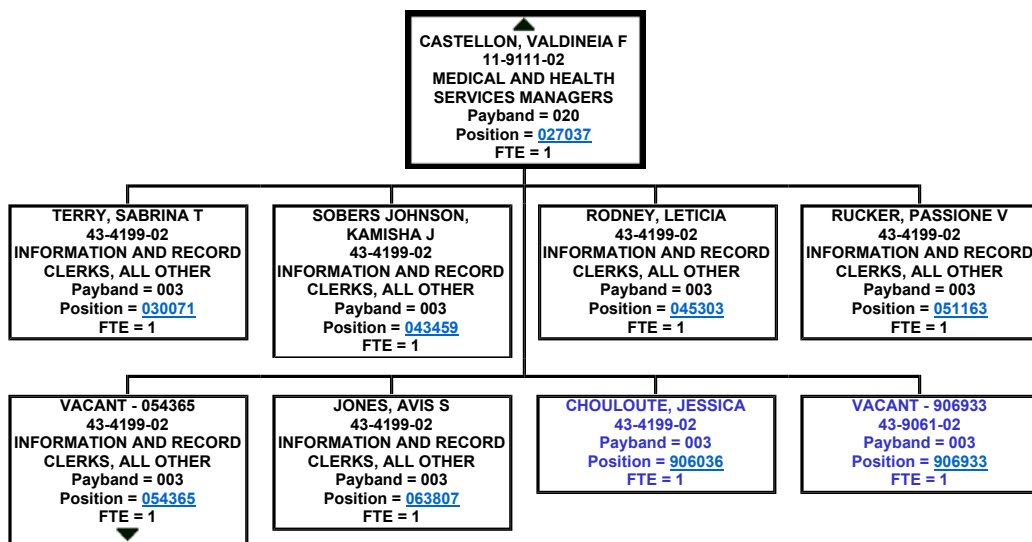 CASTELLON, VALDINEIA F
11-9111-02
MEDICAL AND HEALTH
SERVICES MANAGERS
Payband = 020
Position = 027037
FTE = 1
TERRY, SABRINA T
43-4199-02
INFORMATION AND RECORD
CLERKS, ALL OTHER
Payband = 003
Position = 030071
FTE = 1
SOBERS JOHNSON,
KAMISHA J
43-4199-02
INFORMATION AND RECORD
CLERKS, ALL OTHER
Payband = 003
Position = 043459
FTE = 1
RODNEY, LETICIA
43-4199-02
INFORMATION AND RECORD
CLERKS, ALL OTHER
Payband = 003
Position = 045303
FTE = 1
RUCKER, PASSIONE V
43-4199-02
INFORMATION AND RECORD
CLERKS, ALL OTHER
Payband = 003
Position = 051163
FTE = 1
VACANT - 054365
43-4199-02
INFORMATION AND RECORD
CLERKS, ALL OTHER
Payband = 003
Position = 054365
FTE = 1
JONES, AVIS S
43-4199-02
INFORMATION AND RECORD
CLERKS, ALL OTHER
Payband = 003
Position = 063807
FTE = 1
CHOULOUTE, JESSICA
43-4199-02
Payband = 003
Position = 906036
FTE = 1
VACANT - 906933
43-9061-02
Payband = 003
Position = 906933
FTE = 1